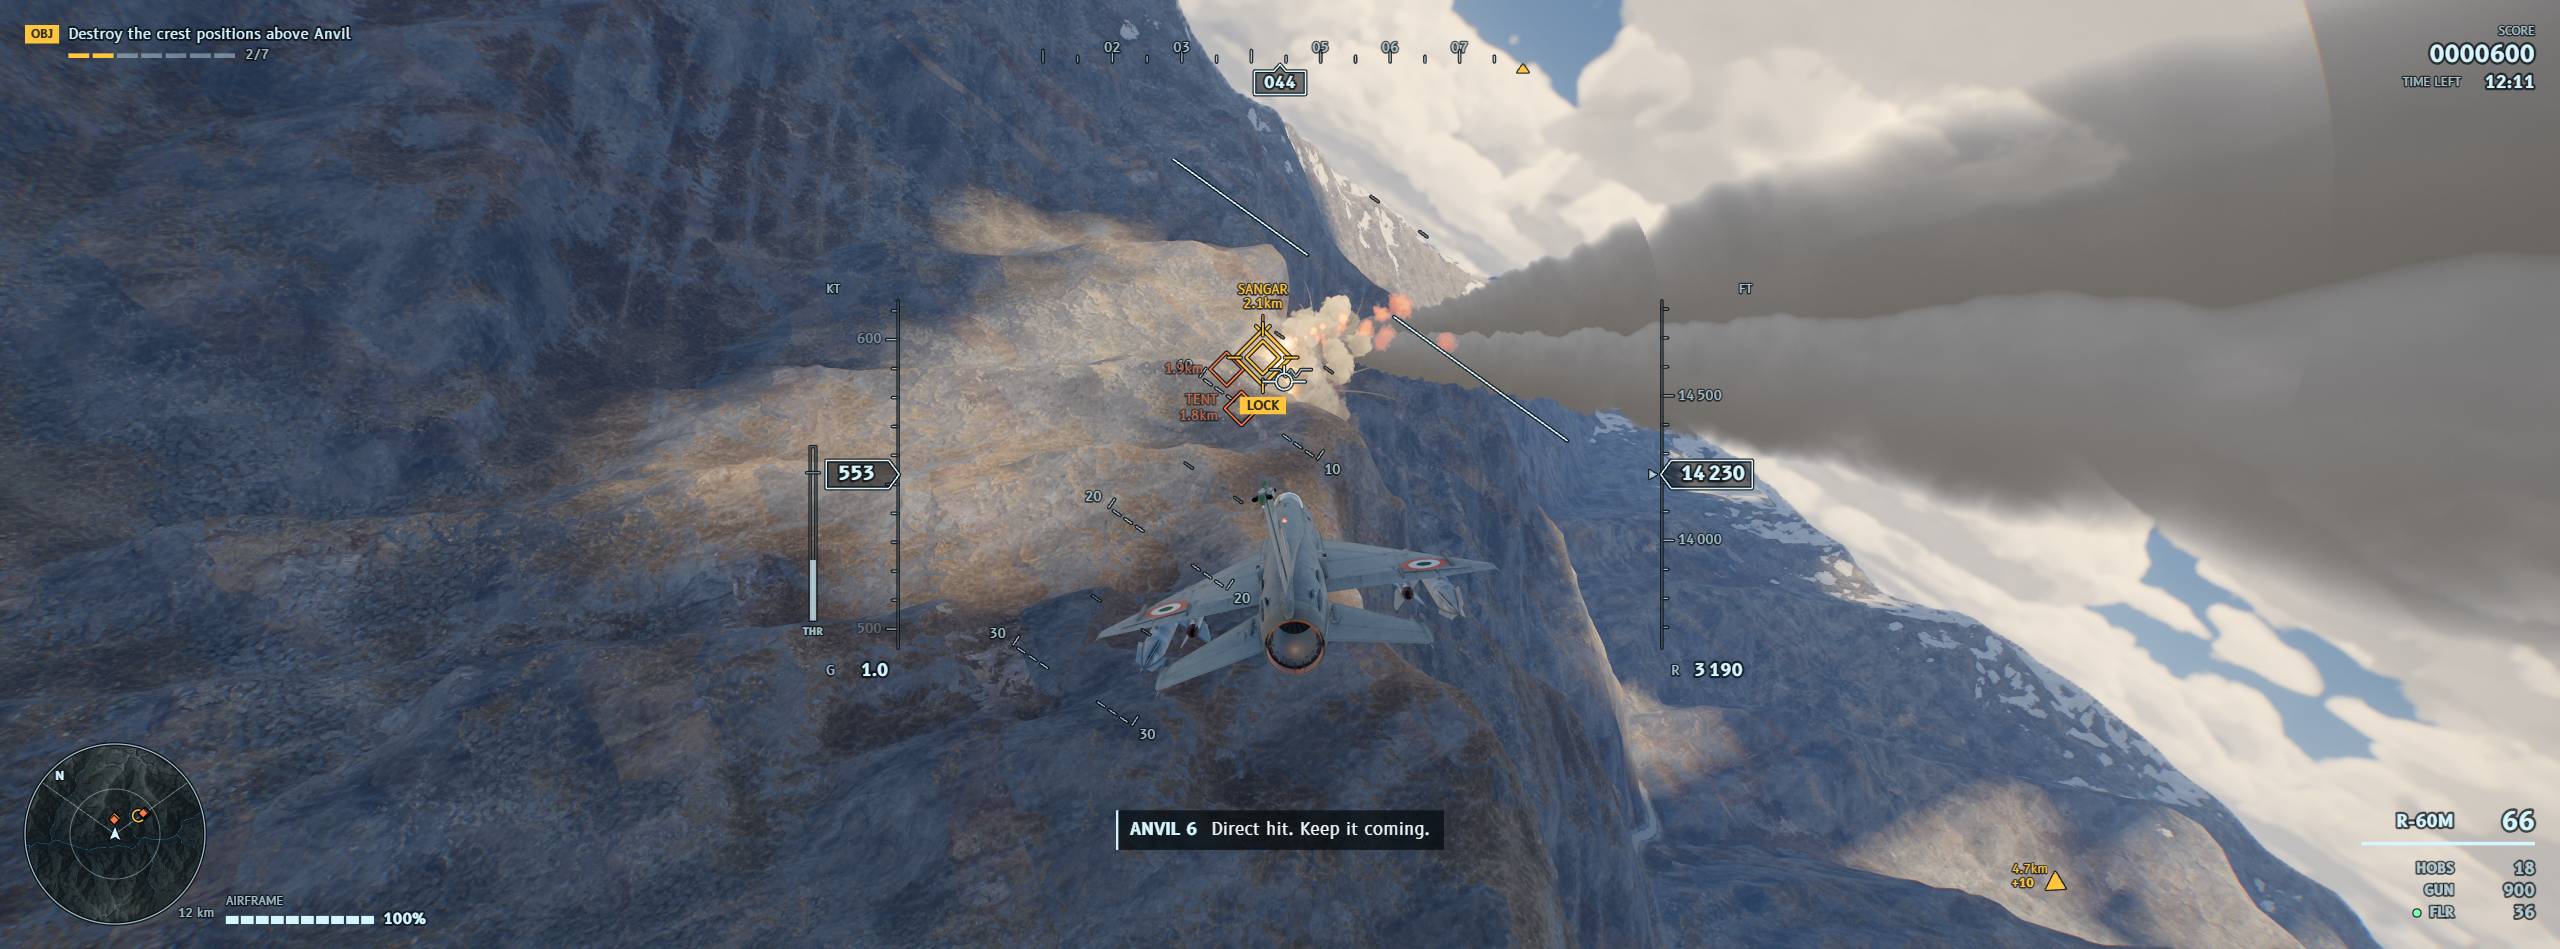 OBJ Destroy the crest positions above Anvil
2/7
02 03 05 06 07
044
SCORE
0000600
TIME LEFT 12:11
KT
600
553
500
THR
G 1.0
FT
14 500
14 230
14 000
R 3 190
SANGAR
2.1km
1.9km
TENT
1.8km
LOCK
10
20
20
30
30
N
12 km
AIRFRAME
100%
ANVIL 6 Direct hit. Keep it coming.
4.7km
+10
R-60M 66
HOBS 18
GUN 900
FLR 36